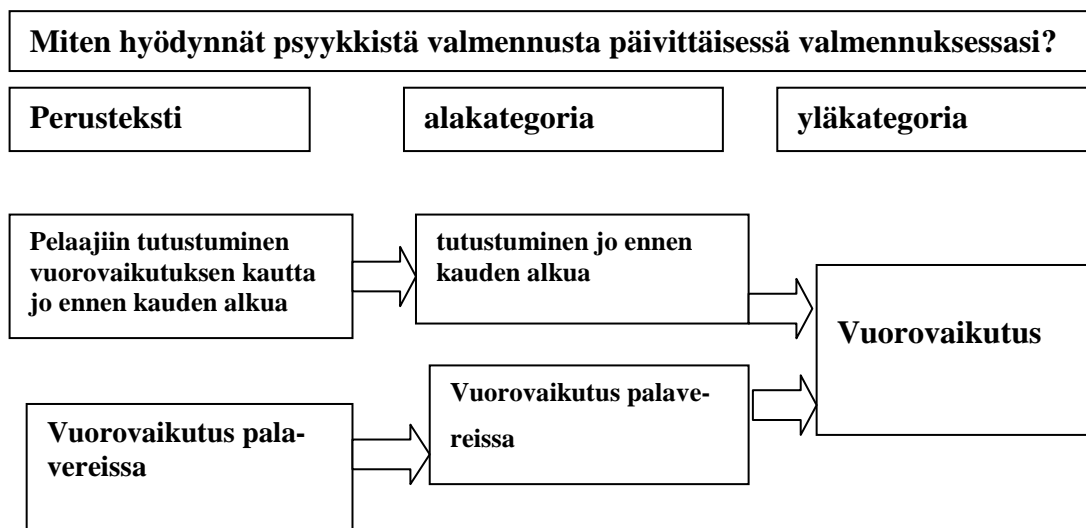 Miten hyödynnät psyykkistä valmennusta päivittäisessä valmennuksessasi?
Perusteksti
alakategoria
yläkategoria
Pelaajiin tutustuminen
vuorovaikutuksen kautta
jo ennen kauden alkua
tutustuminen jo ennen
kauden alkua
Vuorovaikutus
Vuorovaikutus pala-
vereissa
Vuorovaikutus palave-
reissa